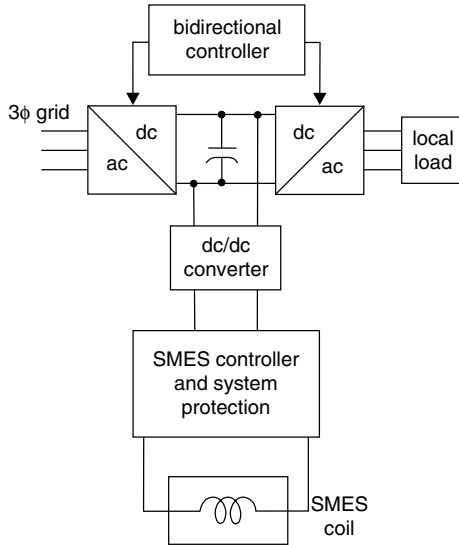 bidirectional
controller
3ϕ grid
dc
ac
dc
ac
local
load
dc/dc
converter
SMES controller
and system
protection
SMES
coil